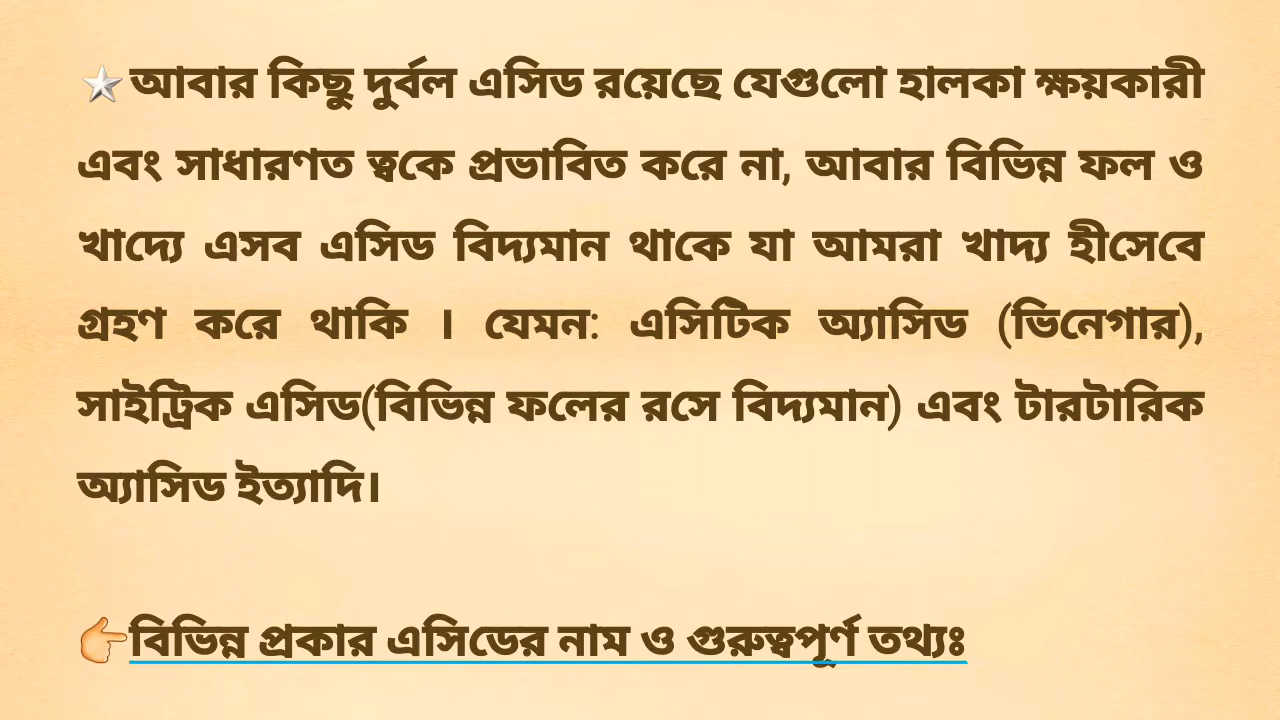 আবার কিছু দুর্বল এসিড রয়েছে যেগুলো হালকা ক্ষয়কারী
এবং সাধারণত ত্বকে প্রভাবিত করে না, আবার বিভিন্ন ফল ও
খাদ্যে এসব এসিড বিদ্যমান থাকে যা আমরা খাদ্য হীসেবে
গ্রহণ করে থাকি । যেমন: এসিটিক অ্যাসিড (ভিনেগার),
সাইট্রিক এসিড(বিভিন্ন ফলের রসে বিদ্যমান) এবং টারটারিক
অ্যাসিড ইত্যাদি।
বিভিন্ন প্রকার এসিডের নাম ও গুরুত্বপূর্ণ তথ্যঃ